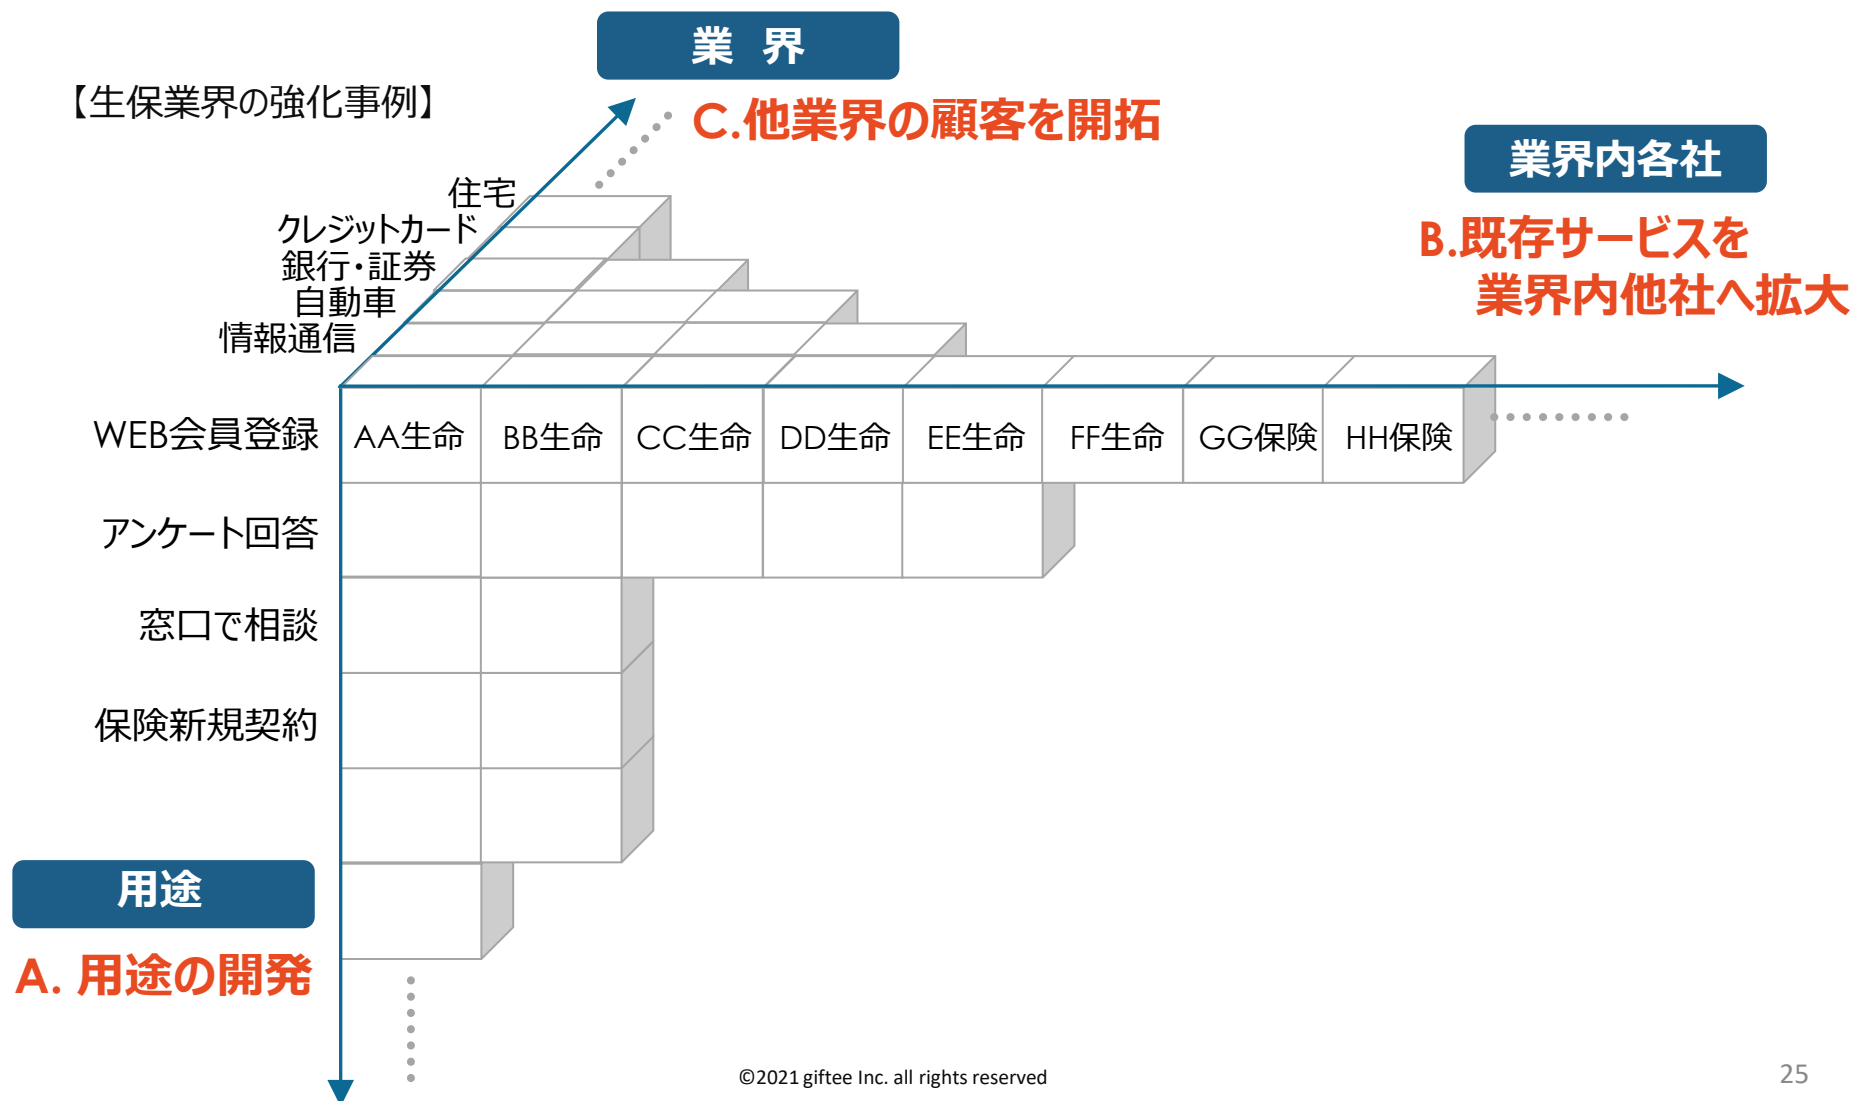 業 界
【生保業界の強化事例】
C.他業界の顧客を開拓
業界内各社
B.既存サービスを
業界内他社へ拡大
住宅
クレジットカード
銀行・証券
自動車
情報通信
WEB会員登録
AA生命
BB生命
CC生命
DD生命
EE生命
FF生命
GG保険
HH保険
アンケート回答
窓口で相談
保険新規契約
用途
A. 用途の開発
©2021 giftee Inc. all rights reserved
25